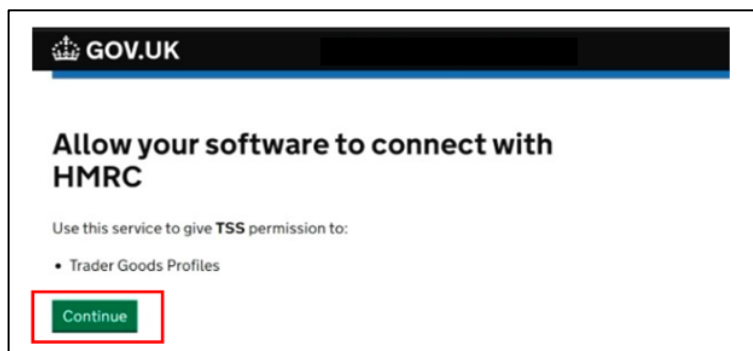 GOV.UK
Allow your software to connect with
HMRC
Use this service to give TSS permission to:
• Trader Goods Profiles
Continue